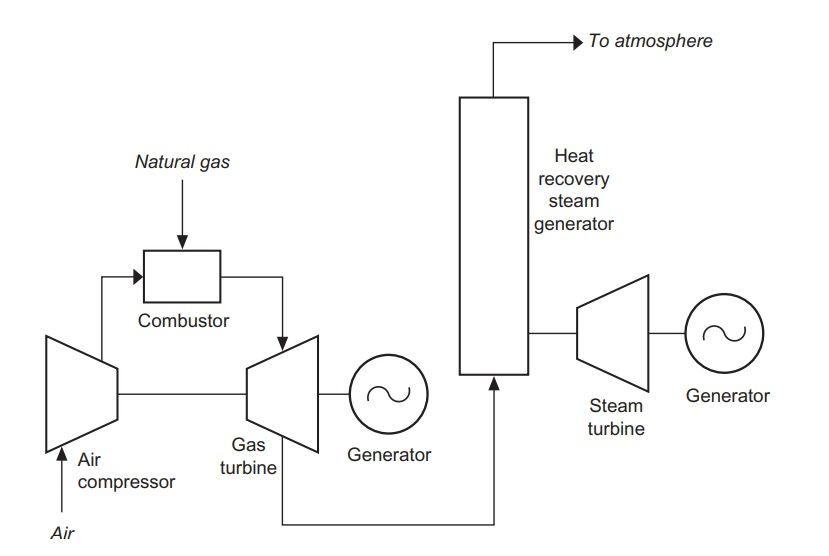 To atmosphere
Natural gas
Heat
recovery
steam
generator
Combustor
Generator
Steam
turbine
Gas
turbine
Generator
Air
compressor
Air